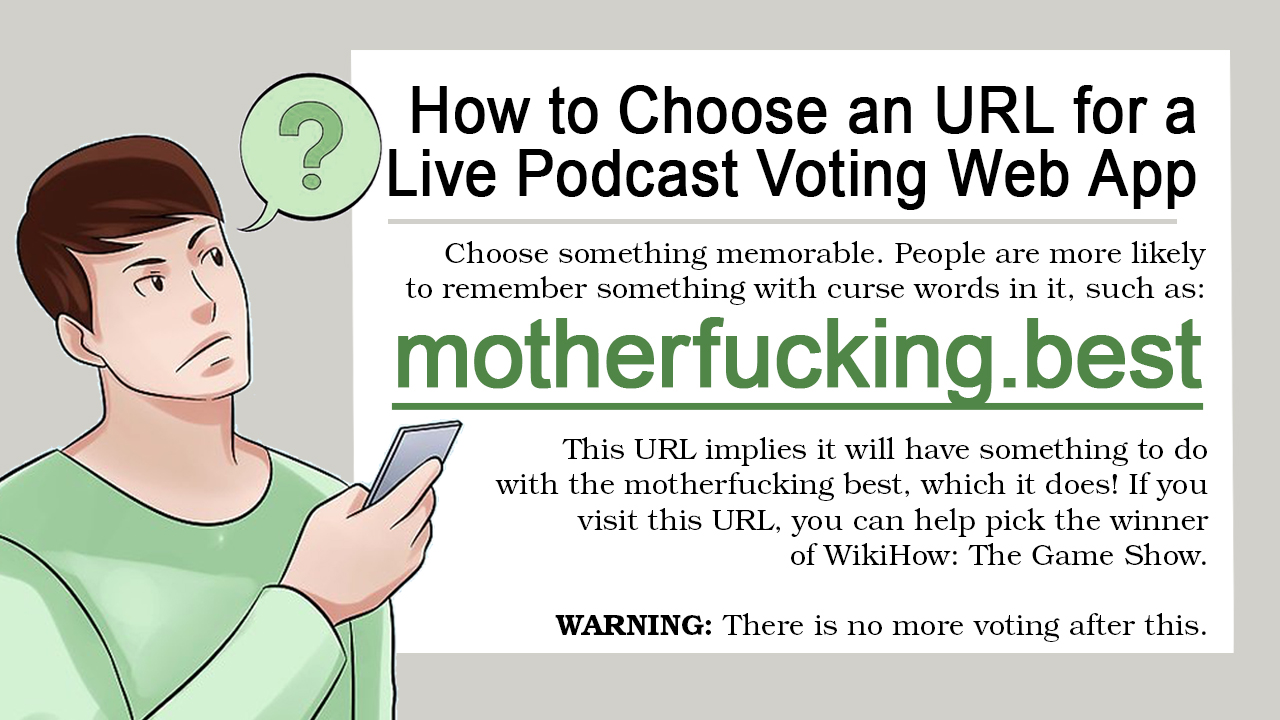 ?
How to Choose an URL for a
Live Podcast Voting Web App
Choose something memorable. People are more likely
to remember something with curse words in it, such as:
motherfucking.best
This URL implies it will have something to do
with the motherfucking best, which it does! If you
visit this URL, you can help pick the winner
of WikiHow: The Game Show.
WARNING: There is no more voting after this.